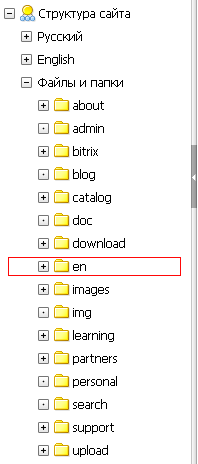 Структура сайта
Русский
English
Файлы и папки
about
admin
bitrix
blog
catalog
doc
download
en
images
img
learning
partners
personal
search
support
upload